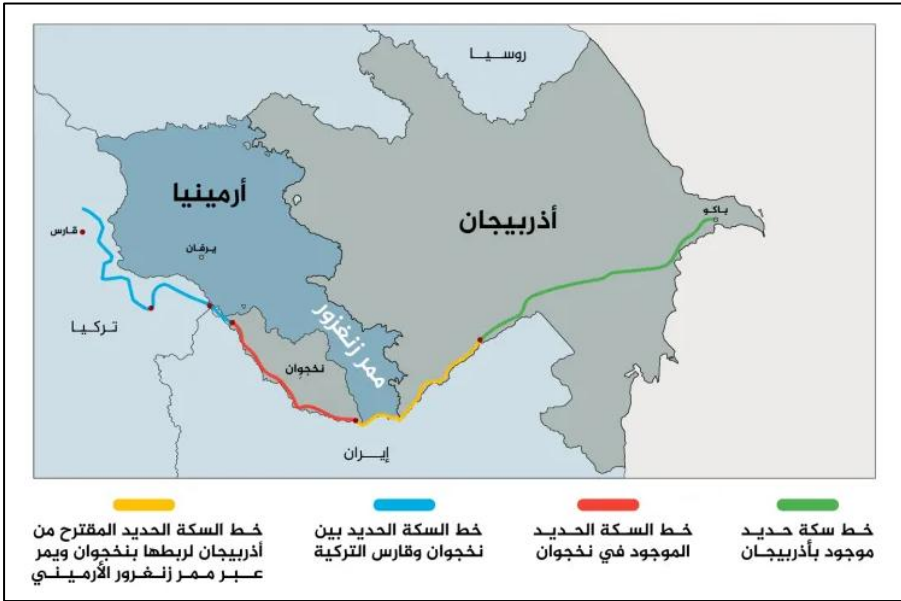 روسيا
أرمينيا
أذربيجان
باكو
قارس
يرفان
تركيا
ممر زنغزور
نخجوان
إيران
خط سكة حديد
موجود بأذربيجان
خط السكة الحديد
الموجود في نخجوان
خط السكة الحديد بين
نخجوان وقارس التركية
خط السكة الحديد المقترح من
أذربيجان لربطها بنخجوان ويمر
عبر ممر زنغرور الأرميني